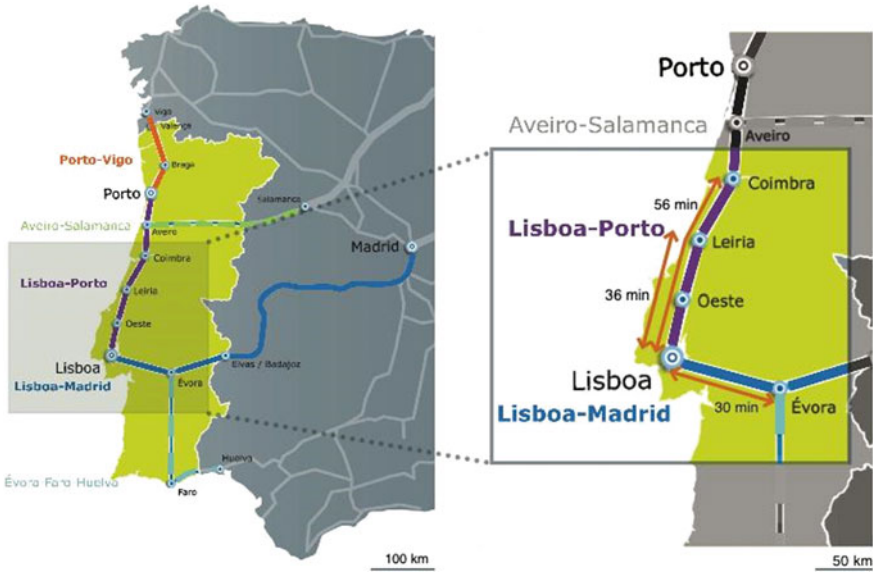 Vigo
Valença
Porto-Vigo
Braga
Porto
Salamanca
Aveiro-Salamanca
Aveiro
Madrid
Coimbra
Lisboa-Porto
Leiria
Oeste
Lisboa
Elvas / Badajoz
Lisboa-Madrid
Évora
Huelva
Évora Faro Huelva
Faro
100 km
Porto
Aveiro-Salamanca
Aveiro
Coimbra
56 min
Lisboa-Porto
Leiria
36 min
Oeste
Lisboa
30 min
Évora
Lisboa-Madrid
50 km